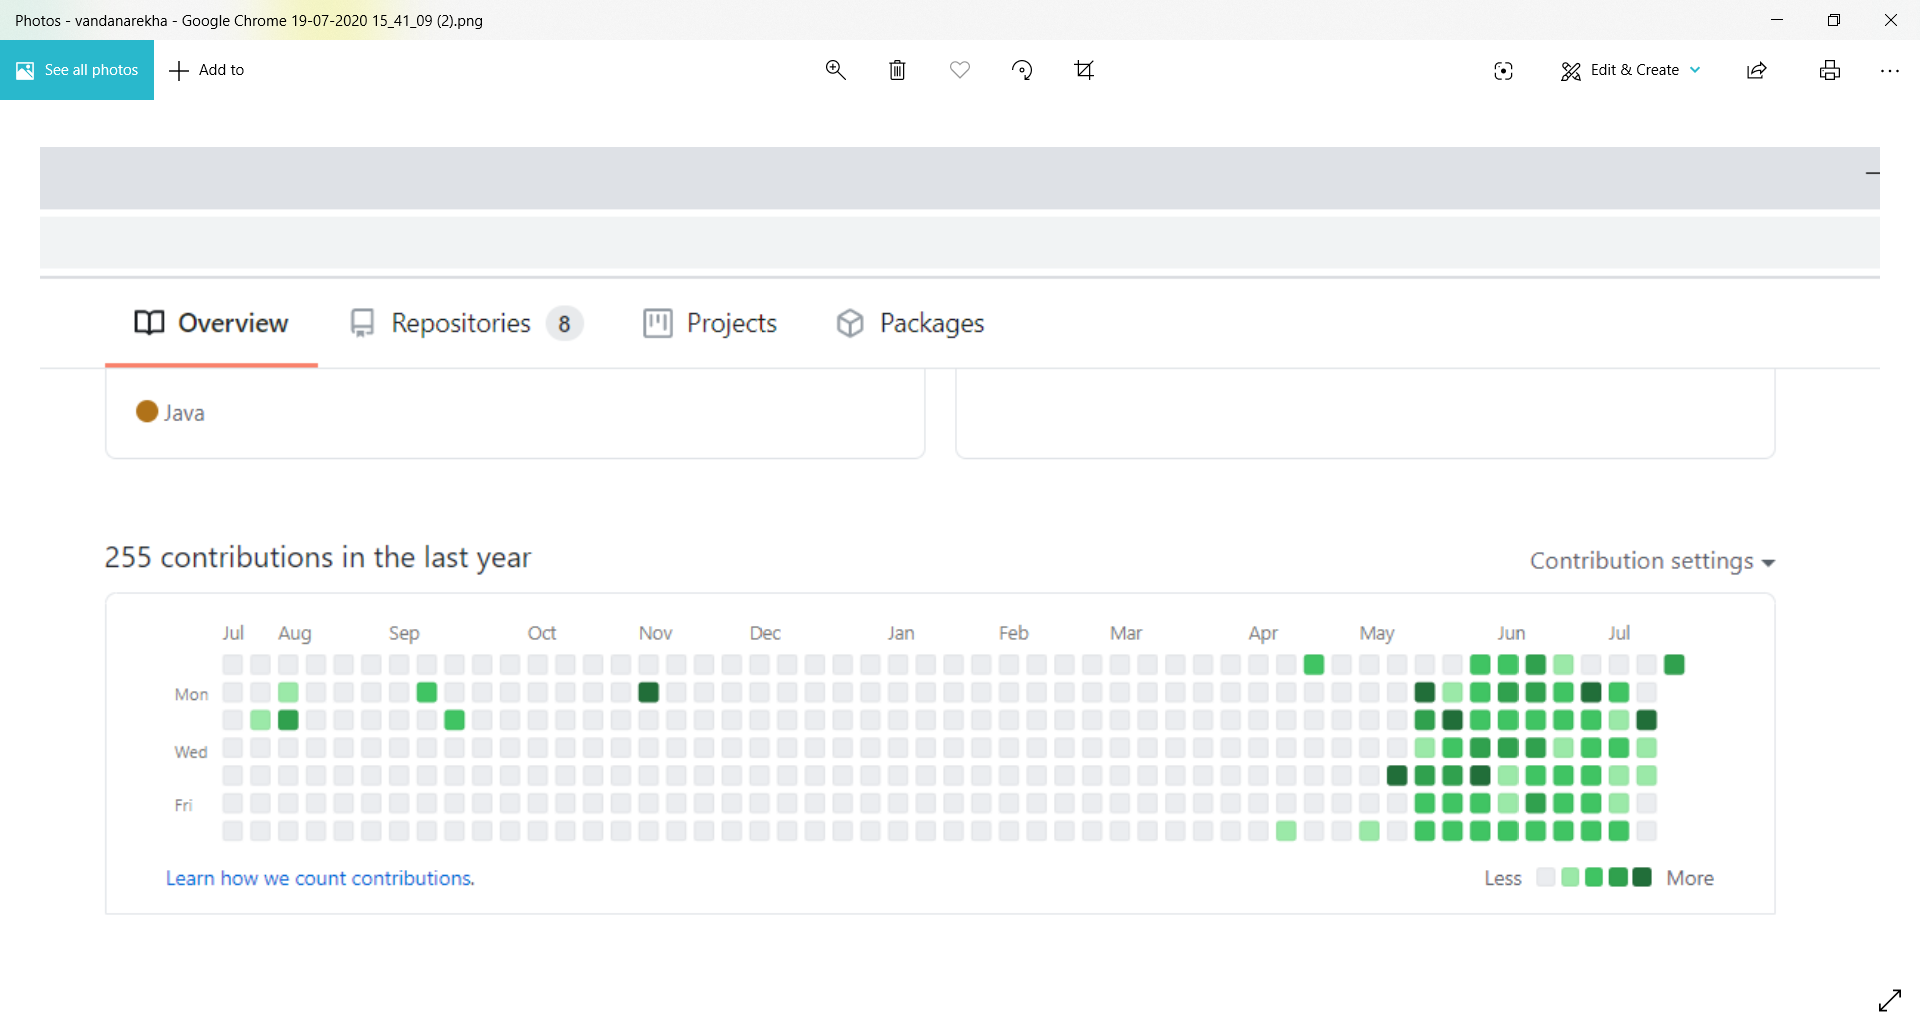 Photos - vandanarekha - Google Chrome 19-07-2020 15_41_09 (2).png
See all photos
Add to
Edit & Create
Overview
Repositories 8
Projects
Packages
Java
255 contributions in the last year
Contribution settings
Jul Aug Sep Oct Nov Dec Jan Feb Mar Apr May Jun Jul
Mon
Wed
Fri
Learn how we count contributions.
Less More